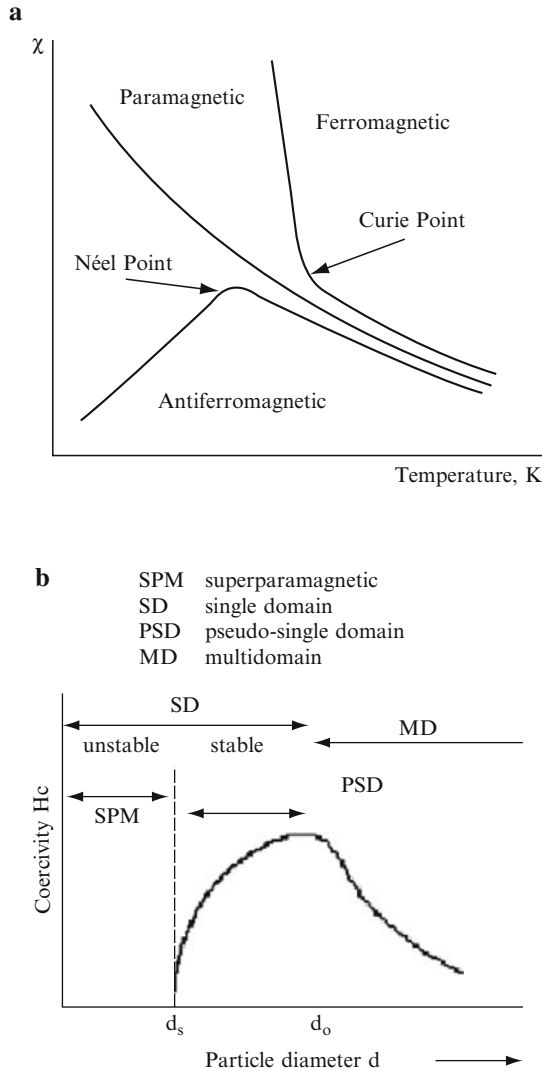 a
χ
Paramagnetic
Ferromagnetic
Curie Point
Néel Point
Antiferromagnetic
Temperature, K
b
SPM superparamagnetic
SD single domain
PSD pseudo-single domain
MD multidomain
SD
MD
unstable stable
PSD
SPM
Coercivity Hc
ds do
Particle diameter d